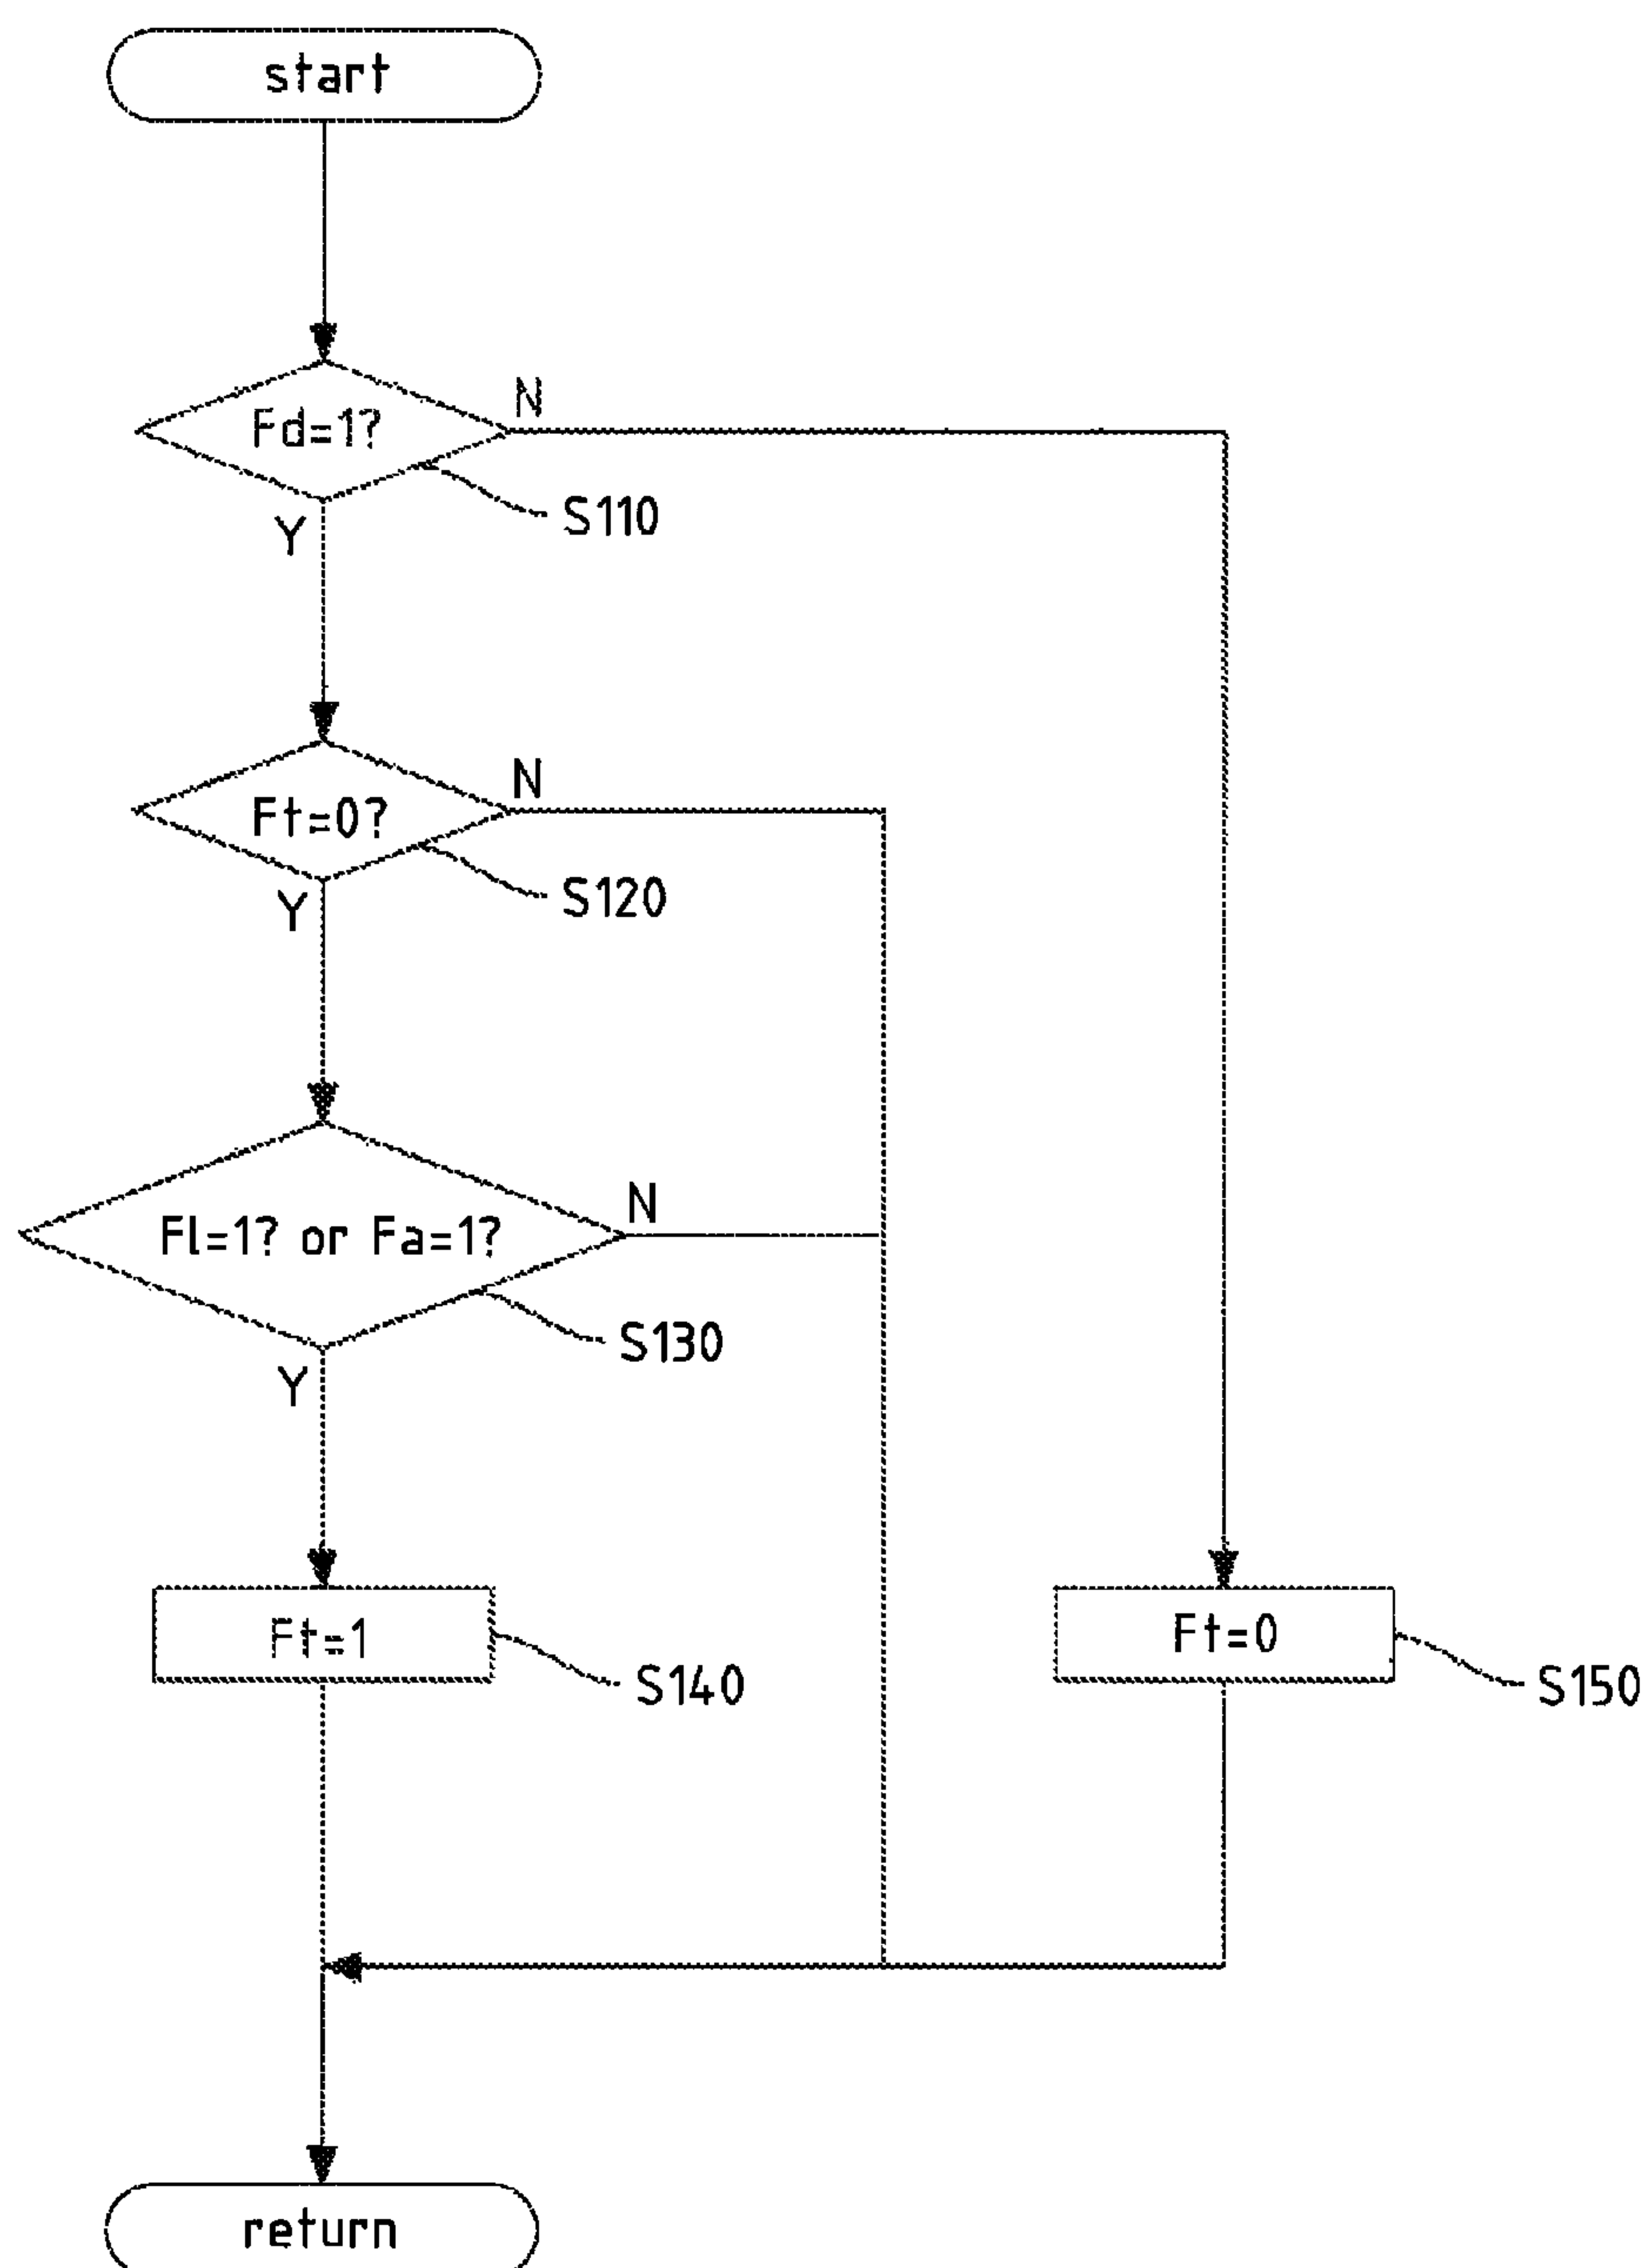 start
Fd=1?
N
S110
Y
Ft=0?
N
S120
Y
Fl=1? or Fa=1?
N
S130
Y
Ft=1
S140
Ft=0
S150
return